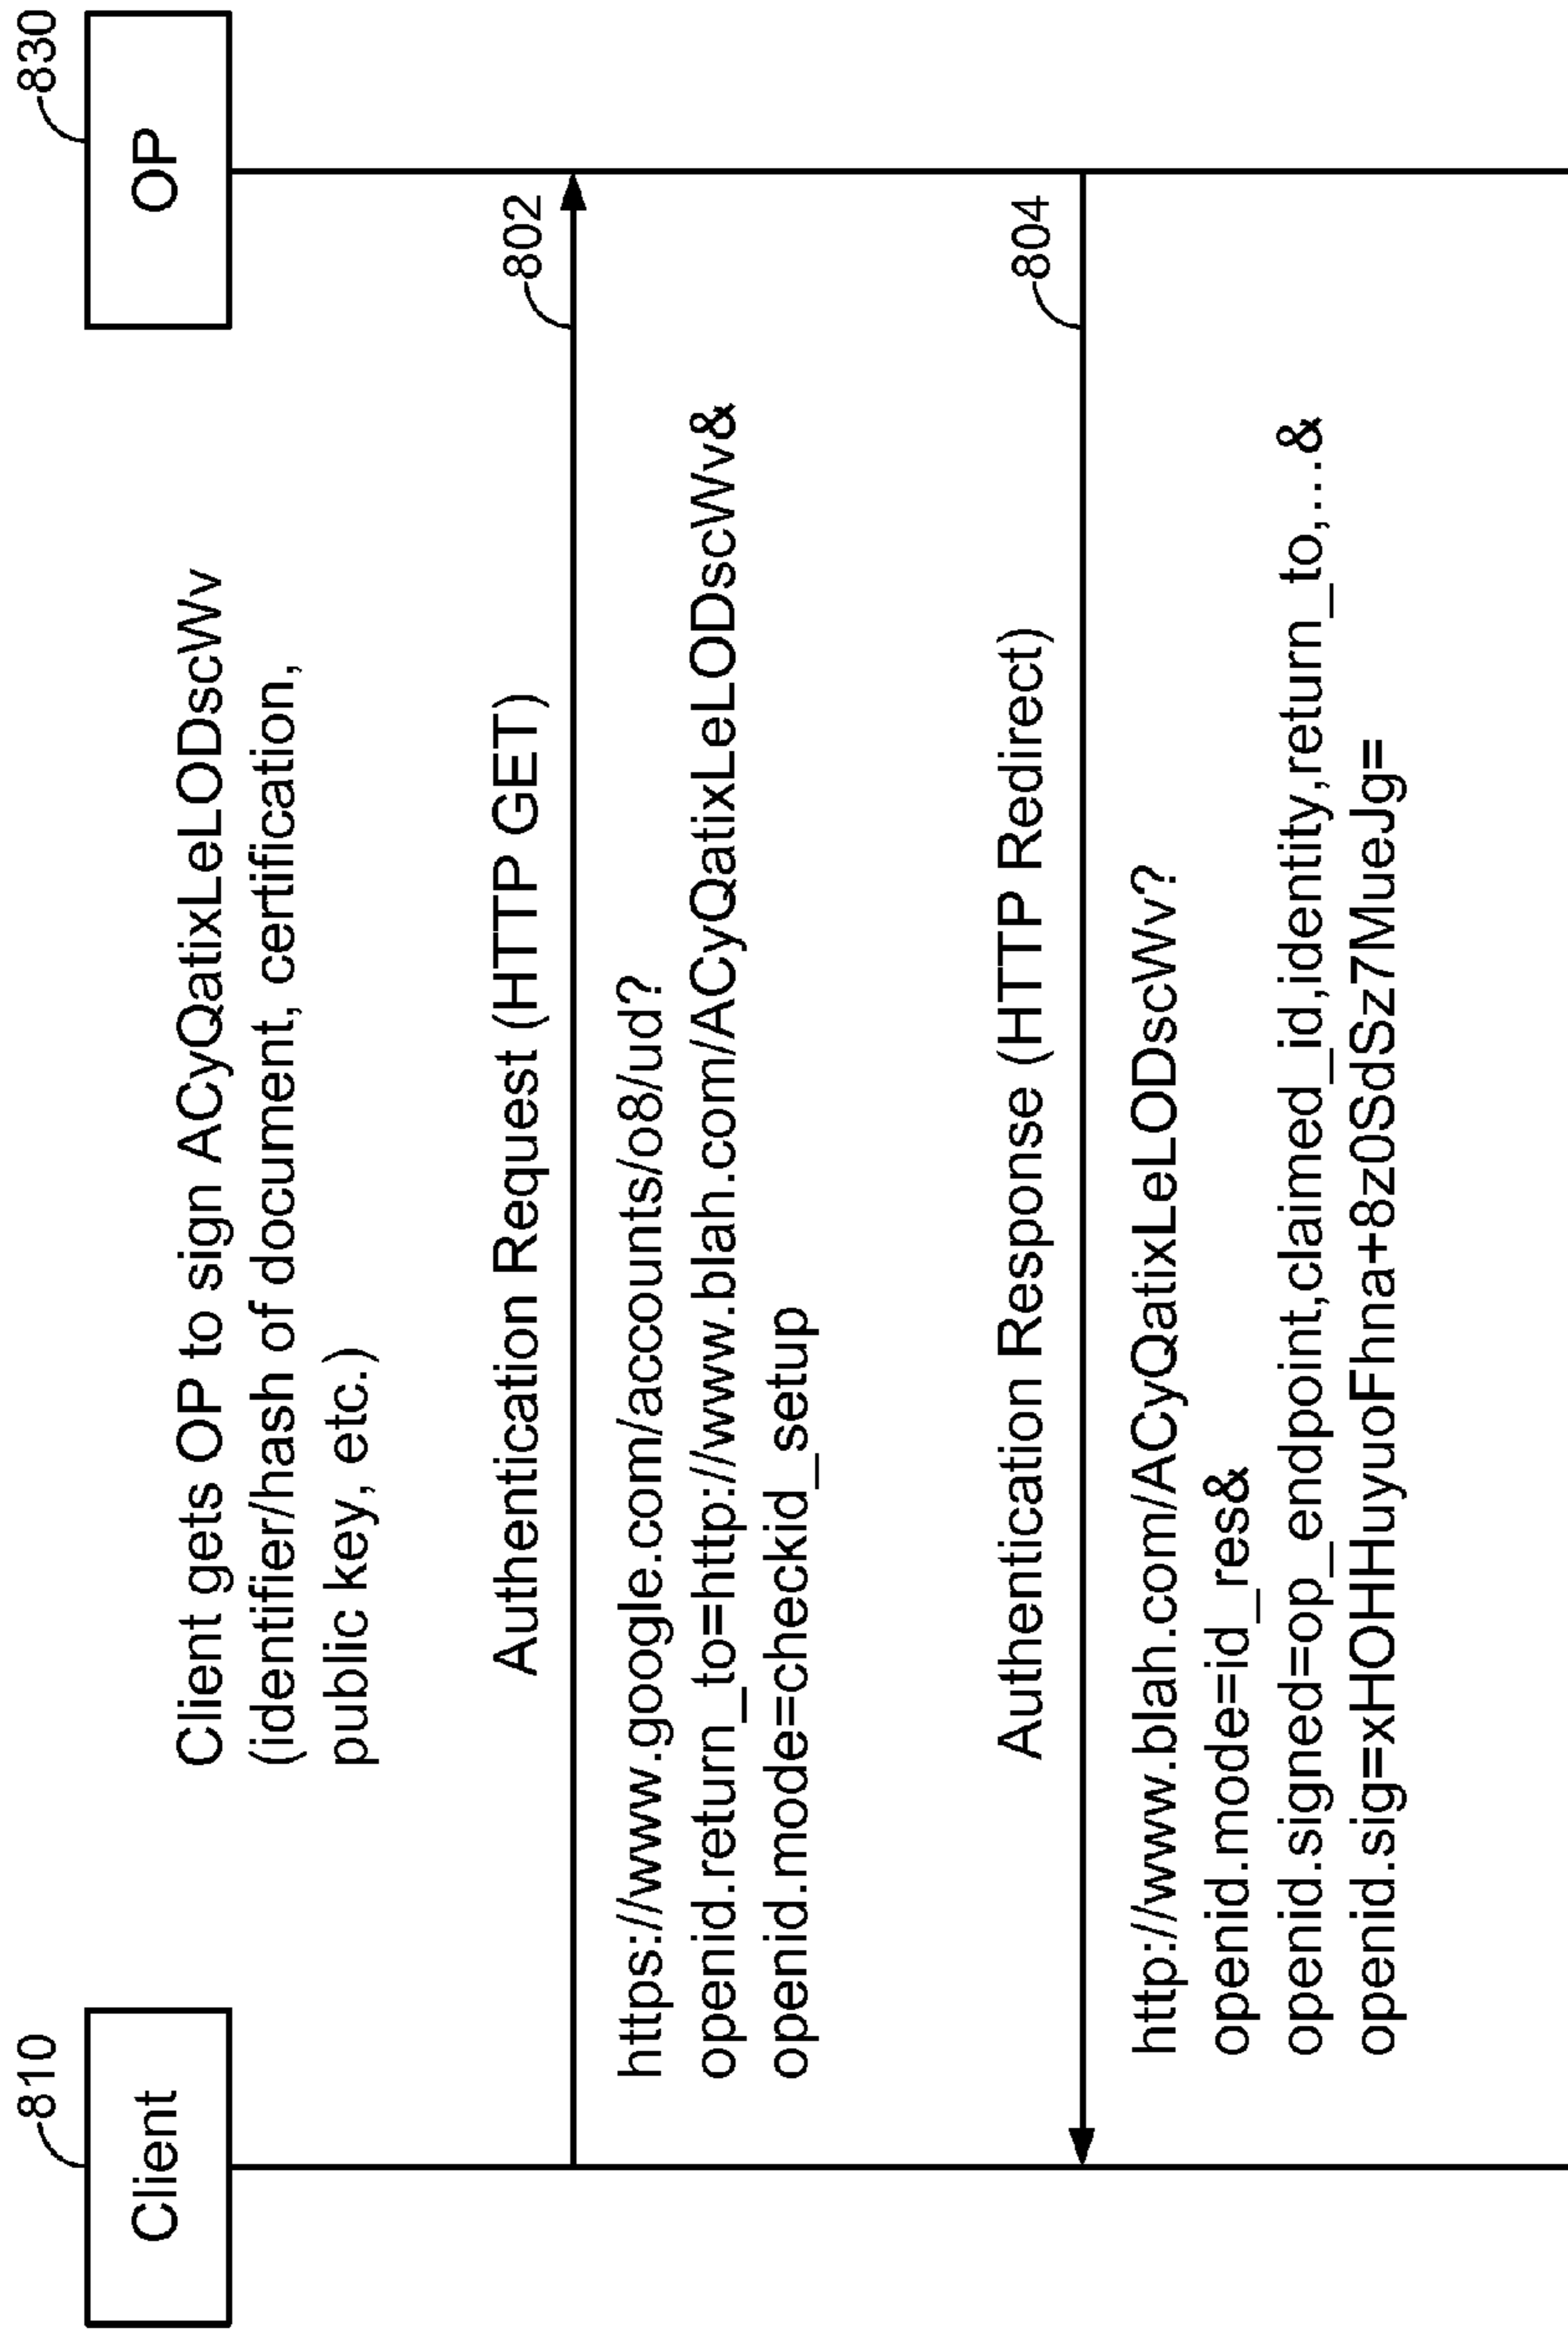 810
830
Client
OP
Client gets OP to sign ACyQatixLeLODscWv
(identifier/hash of document, certification,
public key, etc.)
Authentication Request (HTTP GET)
802
https://www.google.com/accounts/o8/ud?
openid.return_to=http://www.blah.com/ACyQatixLeLODscWv&
openid.mode=checkid_setup
Authentication Response (HTTP Redirect)
804
http://www.blah.com/ACyQatixLeLODscWv?
openid.mode=id_res&
openid.signed=op_endpoint,claimed_id,identity,return_to,...&
openid.sig=xHOHHuyuoFhna+8z0SdSz7MueJg=